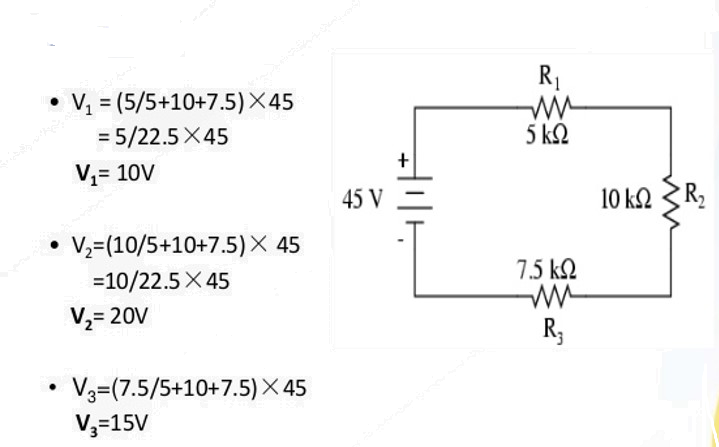 • V₁ = (5/5+10+7.5)×45
= 5/22.5×45
V₁= 10V
• V₂=(10/5+10+7.5)× 45
=10/22.5×45
V₂= 20V
• V₃=(7.5/5+10+7.5)×45
V₃=15V
R₁
5 kΩ
+
45 V
-
10 kΩ R₂
7.5 kΩ
R₃